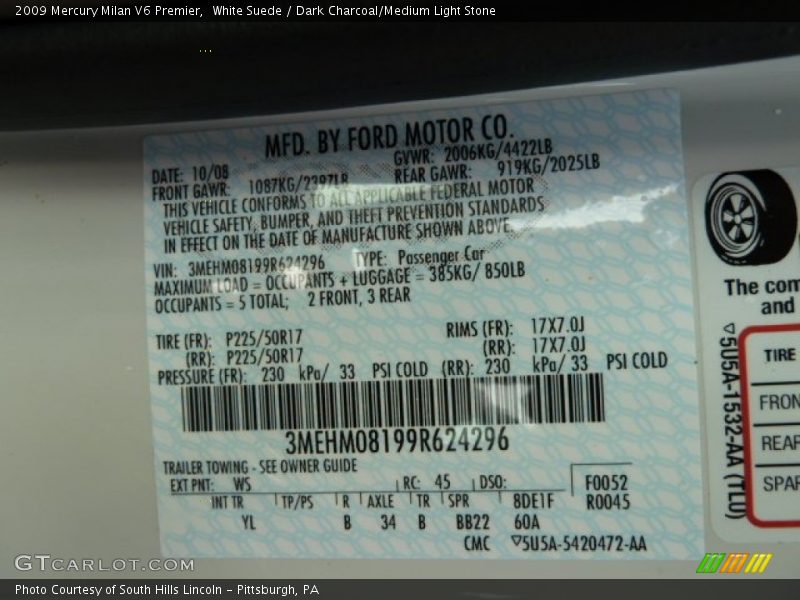 2009 Mercury Milan V6 Premier,  White Suede / Dark Charcoal/Medium Light Stone
MFD. BY FORD MOTOR CO.
DATE: 10/08 GVWR: 2006KG/4422LB
FRONT GAWR: 1087KG/2397LB REAR GAWR: 919KG/2025LB
THIS VEHICLE CONFORMS TO ALL APPLICABLE FEDERAL MOTOR
VEHICLE SAFETY, BUMPER, AND THEFT PREVENTION STANDARDS
IN EFFECT ON THE DATE OF MANUFACTURE SHOWN ABOVE.
VIN: 3MEHM08199R624296 TYPE: Passenger Car
MAXIMUM LOAD = OCCUPANTS + LUGGAGE = 385KG/ 850LB
OCCUPANTS = 5 TOTAL; 2 FRONT, 3 REAR
TIRE (FR): P225/50R17 RIMS (FR): 17X7.0J
(RR): P225/50R17 (RR): 17X7.0J
PRESSURE (FR): 230 kPa/ 33 PSI COLD (RR): 230 kPa/ 33 PSI COLD
3MEHM08199R624296
TRAILER TOWING - SEE OWNER GUIDE
EXT PNT: WS RC: 45 DSO: F0052
INT TR TP/PS R AXLE TR SPR 8DE1F R0045
YL B 34 B BB22 60A
CMC ▽5U5A-5420472-AA
The com
and
▽5U5A-1532-AA (TLU)
TIRE
FRON
REAR
SPAR
GTCARLOT.COM
Photo Courtesy of South Hills Lincoln - Pittsburgh, PA